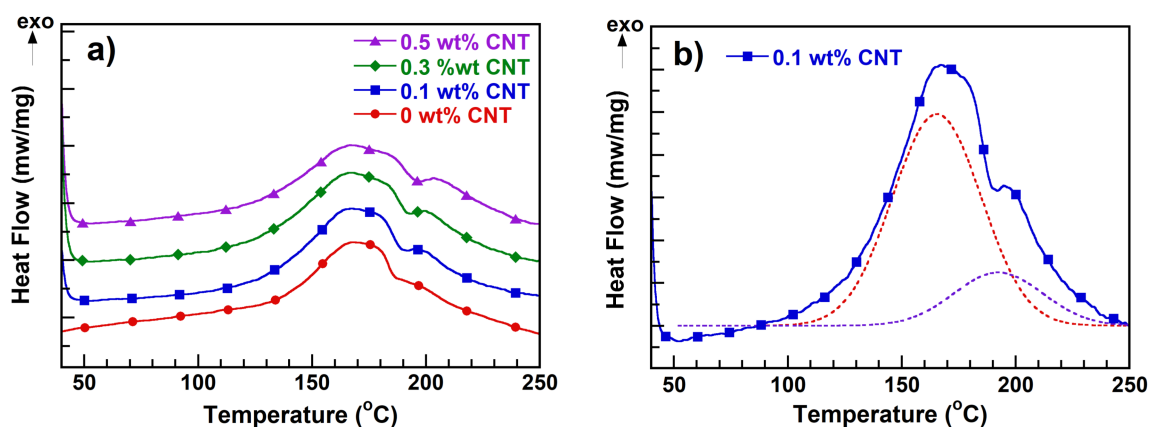 exo
a)
0.5 wt% CNT
0.3 %wt CNT
0.1 wt% CNT
0 wt% CNT
Heat Flow (mw/mg)
50 100 150 200 250
Temperature (°C)
exo
b)
0.1 wt% CNT
Heat Flow (mw/mg)
50 100 150 200 250
Temperature (°C)